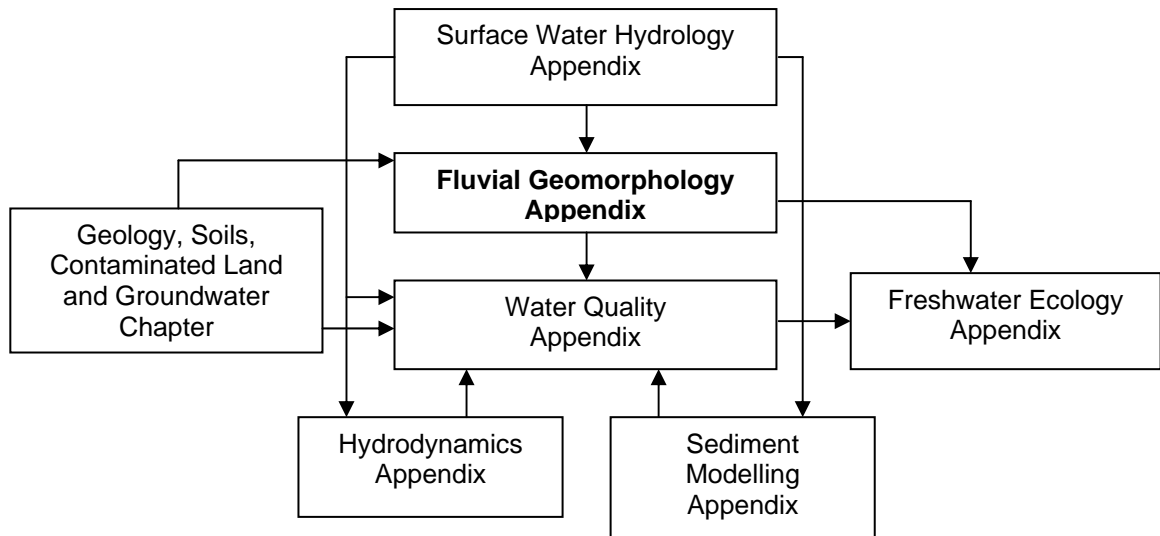 Surface Water Hydrology
Appendix
Fluvial Geomorphology
Appendix
Geology, Soils,
Contaminated Land
and Groundwater
Chapter
Water Quality
Appendix
Freshwater Ecology
Appendix
Hydrodynamics
Appendix
Sediment
Modelling
Appendix